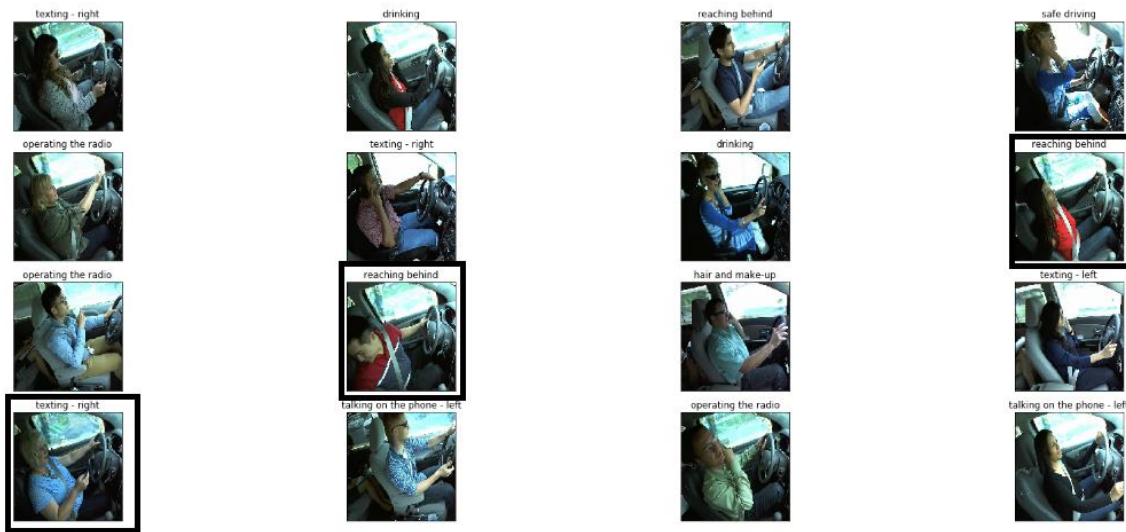 texting - right
drinking
reaching behind
safe driving
operating the radio
texting - right
drinking
reaching behind
operating the radio
reaching behind
hair and make-up
texting - left
texting - right
talking on the phone - left
operating the radio
talking on the phone - left